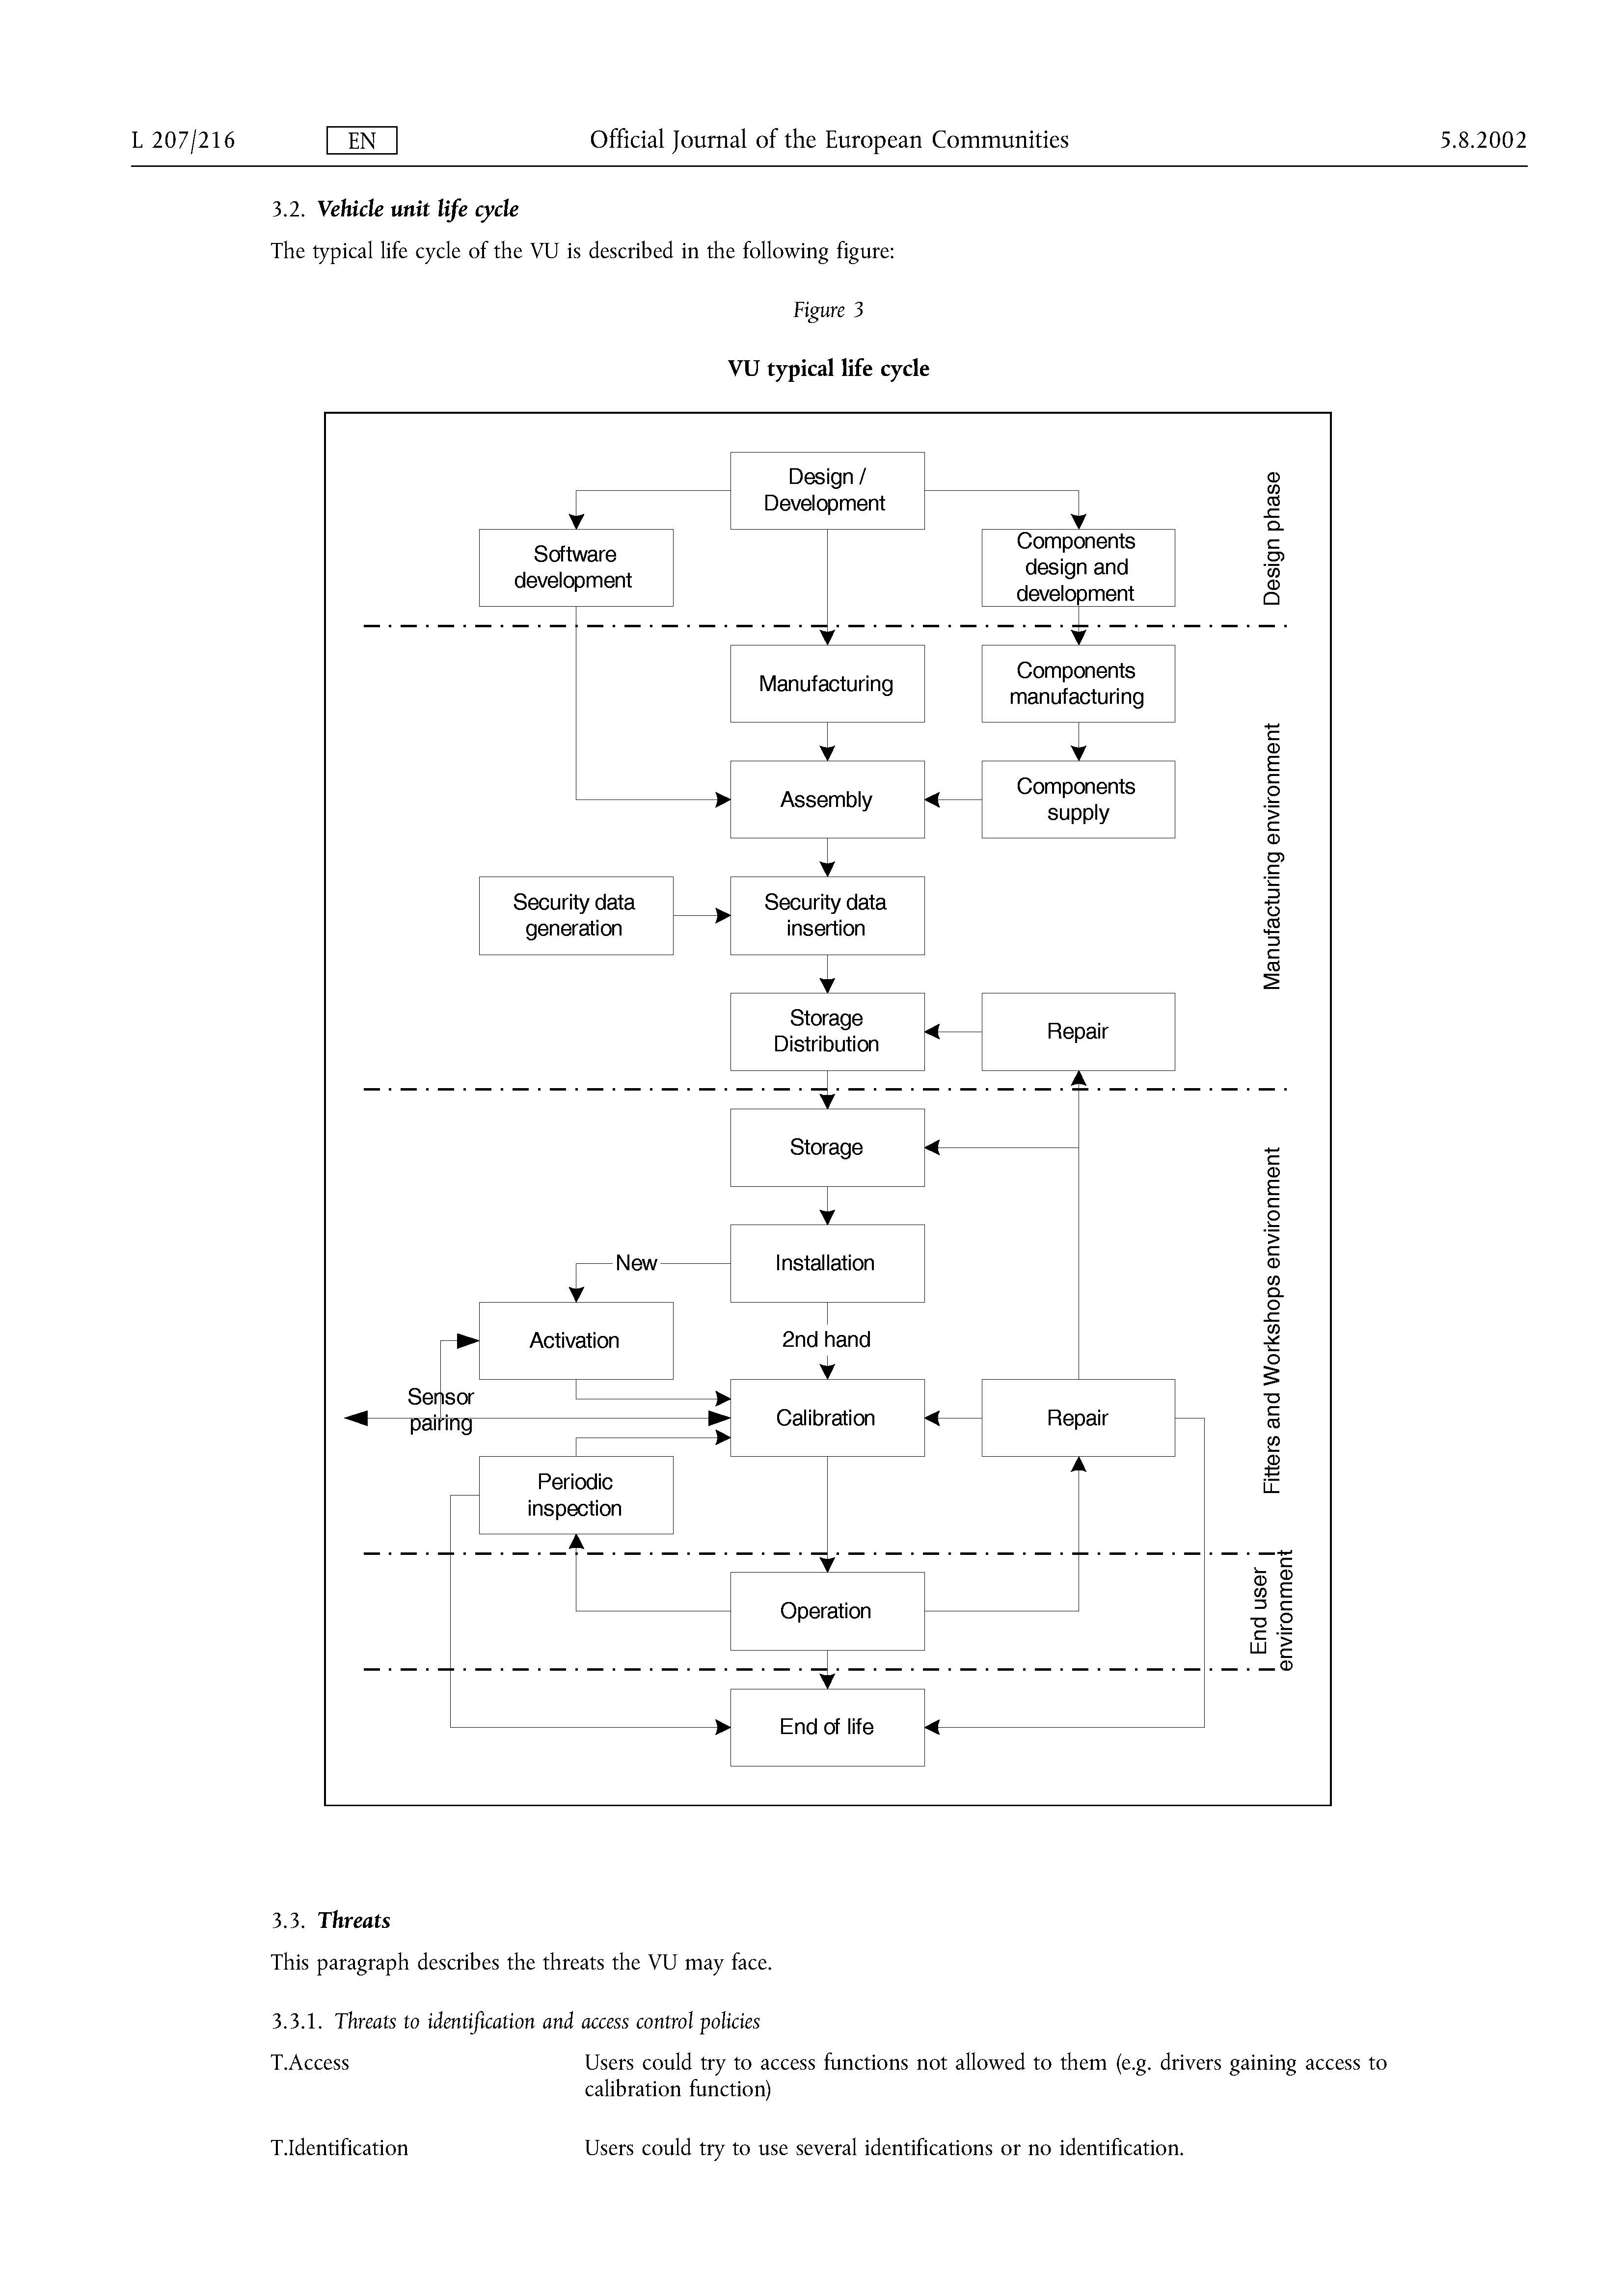 L 207/216 EN Official Journal of the European Communities 5.8.2002
3.2. Vehicle unit life cycle
The typical life cycle of the VU is described in the following figure:
Figure 3
VU typical life cycle
Design /
Development
Software
development
Components
design and
development
Design phase
Manufacturing
Components
manufacturing
Assembly
Components
supply
Security data
generation
Security data
insertion
Storage
Distribution
Repair
Manufacturing environment
Storage
Installation
New
Activation
2nd hand
Sensor
pairing
Calibration
Repair
Periodic
inspection
Fitters and Workshops environment
Operation
End user
environment
End of life
3.3. Threats
This paragraph describes the threats the VU may face.
3.3.1. Threats to identification and access control policies
T.Access Users could try to access functions not allowed to them (e.g. drivers gaining access to
calibration function)
T.Identification Users could try to use several identifications or no identification.